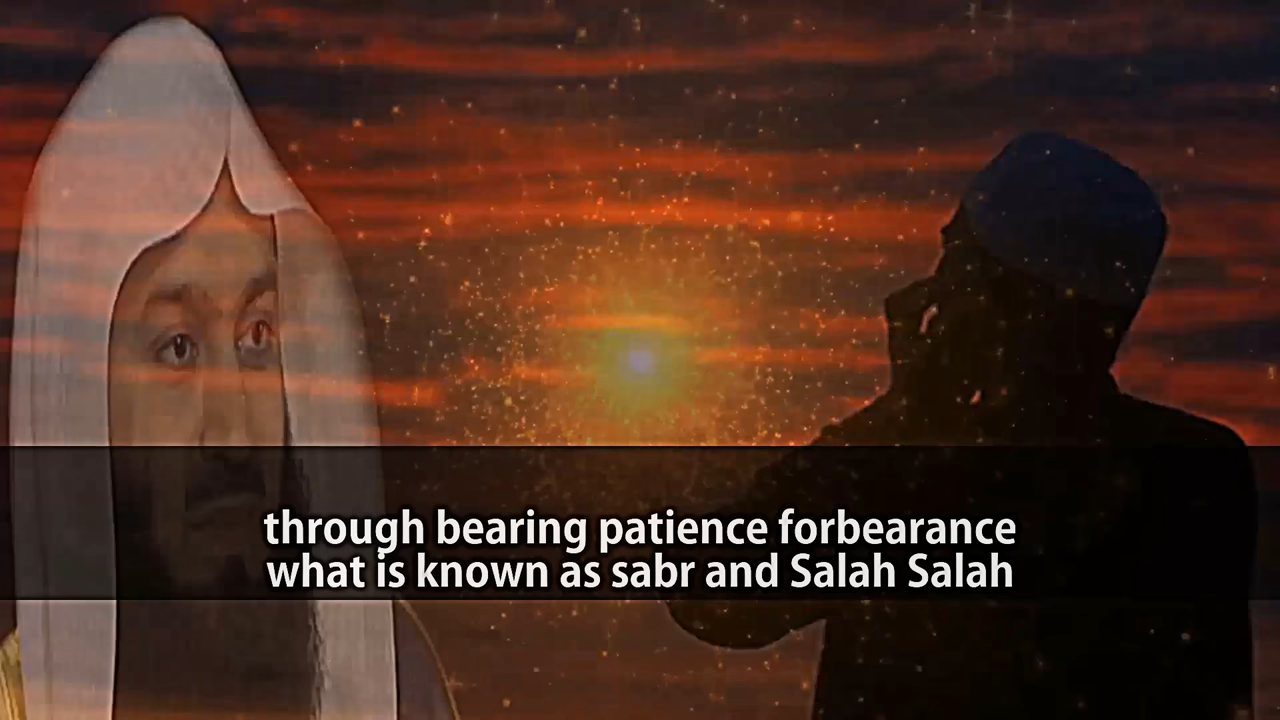 through bearing patience forbearance
what is known as sabr and Salah Salah